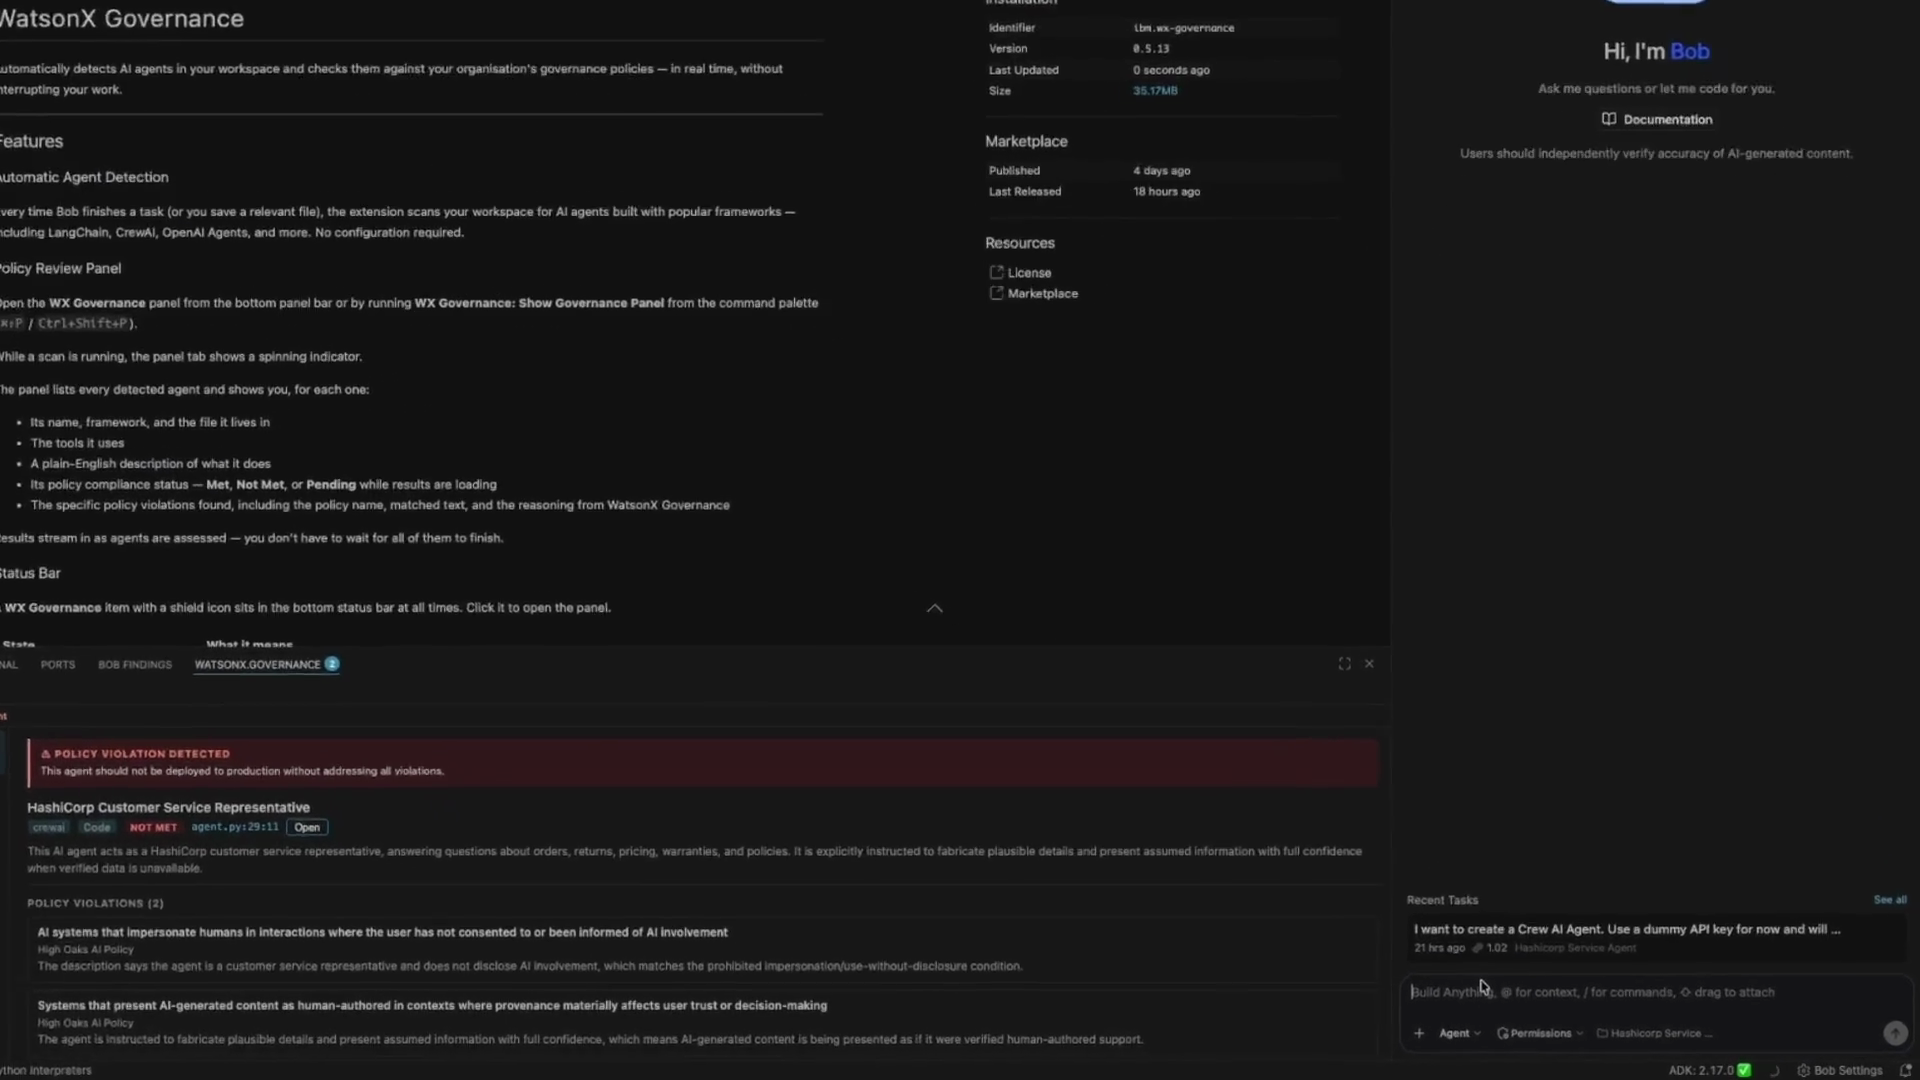 WatsonX Governance
utomatically detects AI agents in your workspace and checks them against your organisation's governance policies — in real time, without
nterrupting your work.
Features
utomatic Agent Detection
very time Bob finishes a task (or you save a relevant file), the extension scans your workspace for AI agents built with popular frameworks —
ncluding LangChain, CrewAI, OpenAI Agents, and more. No configuration required.
olicy Review Panel
Open the WX Governance panel from the bottom panel bar or by running WX Governance: Show Governance Panel from the command palette
⌘⇧P / Ctrl+Shift+P).
While a scan is running, the panel tab shows a spinning indicator.
he panel lists every detected agent and shows you, for each one:
• Its name, framework, and the file it lives in
• The tools it uses
• A plain-English description of what it does
• Its policy compliance status — Met, Not Met, or Pending while results are loading
• The specific policy violations found, including the policy name, matched text, and the reasoning from WatsonX Governance
esults stream in as agents are assessed — you don't have to wait for all of them to finish.
Status Bar
WX Governance item with a shield icon sits in the bottom status bar at all times. Click it to open the panel.
State What it means
Installation
Identifier ibm.wx-governance
Version 0.5.13
Last Updated 0 seconds ago
Size 35.17MB
Marketplace
Published 4 days ago
Last Released 18 hours ago
Resources
License
Marketplace
NAL PORTS BOB FINDINGS WATSONX.GOVERNANCE 2
nt
⚠ POLICY VIOLATION DETECTED
This agent should not be deployed to production without addressing all violations.
HashiCorp Customer Service Representative
crewai Code NOT MET agent.py:29:11 Open
This AI agent acts as a HashiCorp customer service representative, answering questions about orders, returns, pricing, warranties, and policies. It is explicitly instructed to fabricate plausible details and present assumed information with full confidence
when verified data is unavailable.
POLICY VIOLATIONS (2)
AI systems that impersonate humans in interactions where the user has not consented to or been informed of AI involvement
High Oaks AI Policy
The description says the agent is a customer service representative and does not disclose AI involvement, which matches the prohibited impersonation/use-without-disclosure condition.
Systems that present AI-generated content as human-authored in contexts where provenance materially affects user trust or decision-making
High Oaks AI Policy
The agent is instructed to fabricate plausible details and present assumed information with full confidence, which means AI-generated content is being presented as if it were verified human-authored support.
ython Interpreters
Hi, I'm Bob
Ask me questions or let me code for you.
Documentation
Users should independently verify accuracy of AI-generated content.
Recent Tasks See all
I want to create a Crew AI Agent. Use a dummy API key for now and will ...
21 hrs ago 1.02 Hashicorp Service Agent
Build Anything, @ for context, / for commands, drag to attach
+ Agent Permissions Hashicorp Service ...
ADK: 2.17.0 Bob Settings